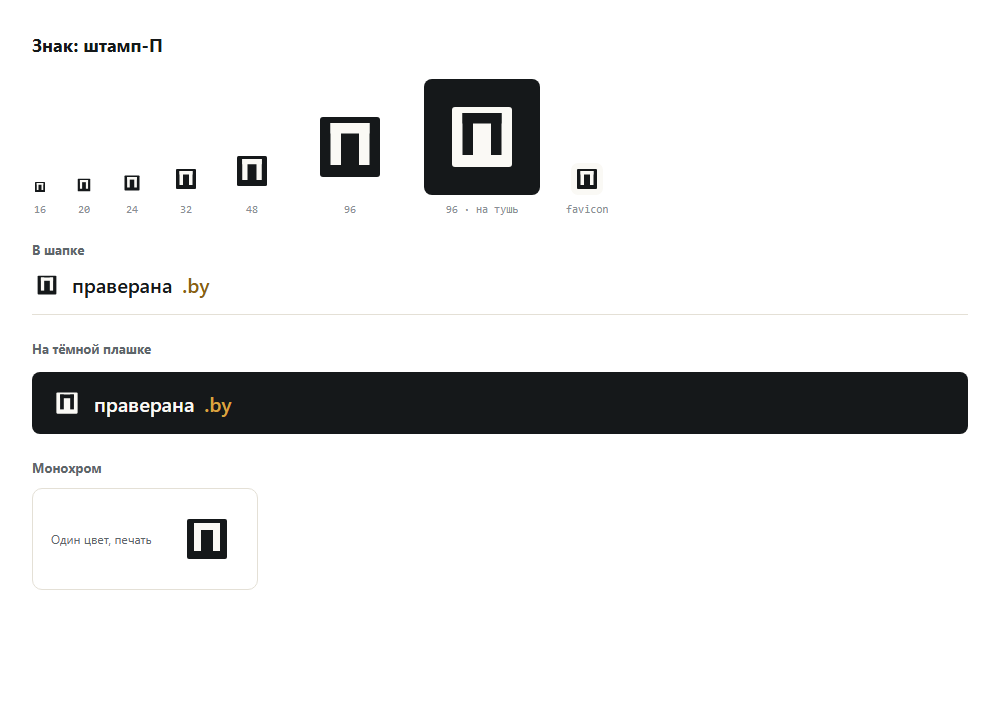 Знак: штамп-П
16 20 24 32 48 96 96 · на тушь favicon
В шапке
праверана .by
На тёмной плашке
праверана .by
Монохром
Один цвет, печать